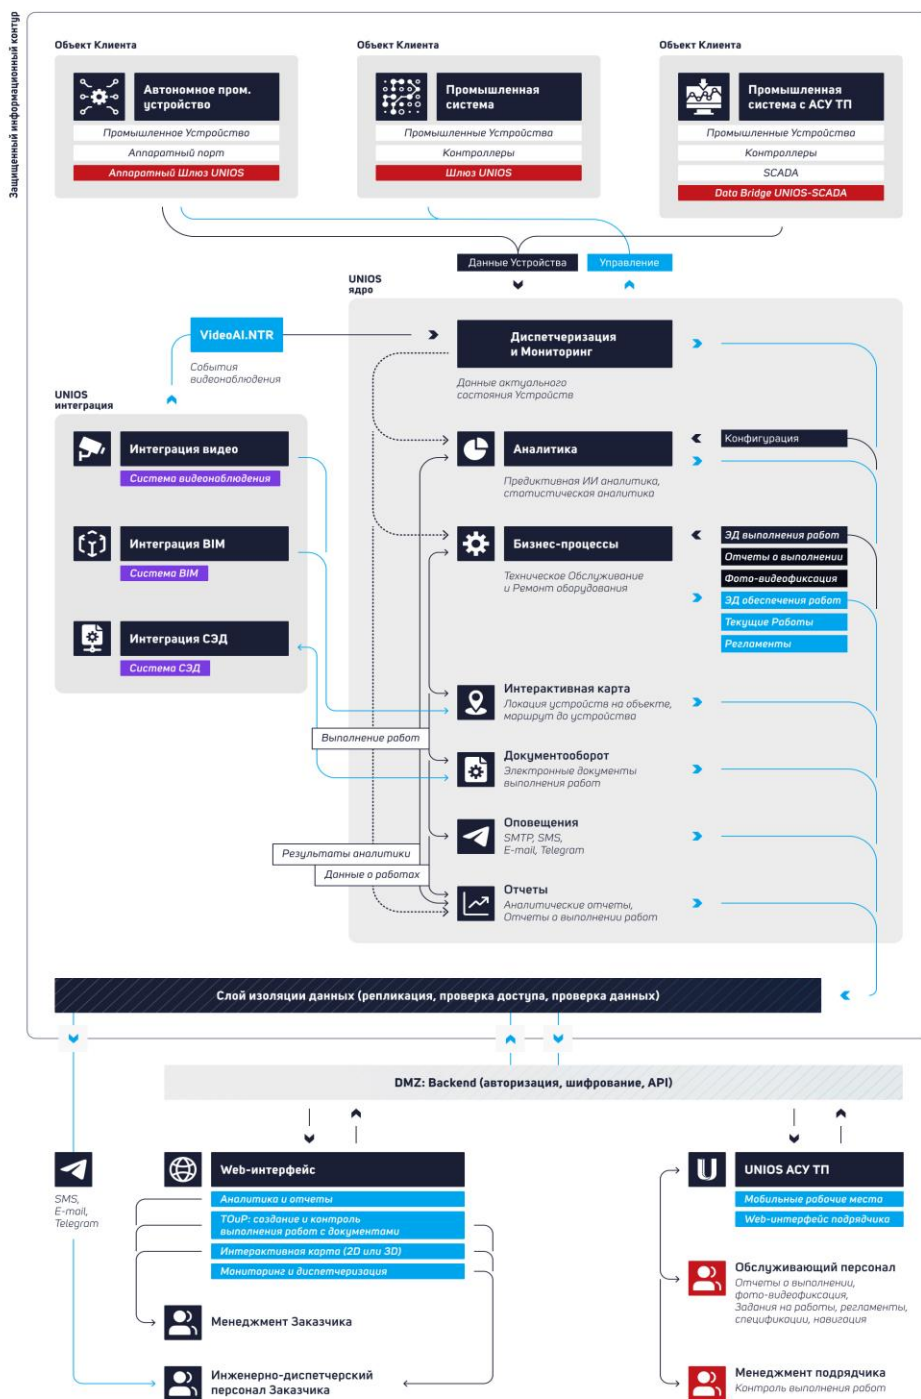 Защищенный информационный контур
Объект Клиента
Автономное пром.
устройство
Промышленное Устройство
Аппаратный порт
Аппаратный Шлюз UNIOS
Объект Клиента
Промышленная
система
Промышленные Устройства
Контроллеры
Шлюз UNIOS
Объект Клиента
Промышленная
система с АСУ ТП
Промышленные Устройства
Контроллеры
SCADA
Data Bridge UNIOS-SCADA
Данные Устройства
Управление
UNIOS
ядро
VideoAI.NTR
События
видеонаблюдения
Диспетчеризация
и Мониторинг
Данные актуального
состояния Устройств
UNIOS
интеграция
Интеграция видео
Система видеонаблюдения
Интеграция BIM
Система BIM
Интеграция СЭД
Система СЭД
Аналитика
Предиктивная ИИ аналитика,
статистическая аналитика
Конфигурация
Бизнес-процессы
Техническое Обслуживание
и Ремонт оборудования
ЭД выполнения работ
Отчеты о выполнении
Фото-видеофиксация
ЭД обеспечения работ
Текущие Работы
Регламенты
Интерактивная карта
Локация устройств на объекте,
маршрут до устройства
Выполнение работ
Документооборот
Электронные документы
выполнения работ
Оповещения
SMTP, SMS,
E-mail, Telegram
Результаты аналитики
Данные о работах
Отчеты
Аналитические отчеты,
Отчеты о выполнении работ
Слой изоляции данных (репликация, проверка доступа, проверка данных)
DMZ: Backend (авторизация, шифрование, API)
SMS,
E-mail,
Telegram
Web-интерфейс
Аналитика и отчеты
ТОиР: создание и контроль
выполнения работ с документами
Интерактивная карта (2D или 3D)
Мониторинг и диспетчеризация
Менеджмент Заказчика
Инженерно-диспетчерский
персонал Заказчика
U
UNIOS АСУ ТП
Мобильные рабочие места
Web-интерфейс подрядчика
Обслуживающий персонал
Отчеты о выполнении,
фото-видеофиксация,
Задания на работы, регламенты,
спецификации, навигация
Менеджмент подрядчика
Контроль выполнения работ